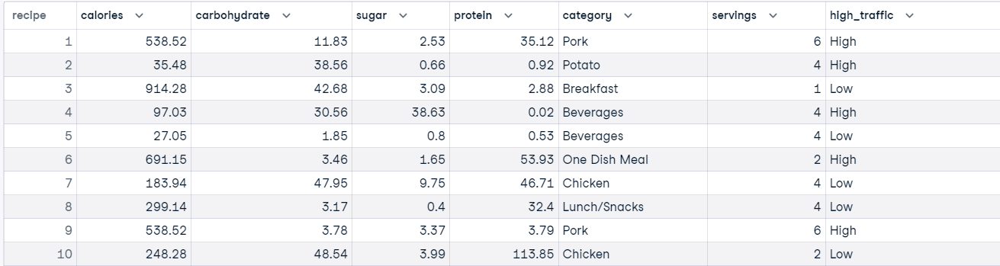 recipe calories carbohydrate sugar protein category servings high_traffic
1 538.52 11.83 2.53 35.12 Pork 6 High
2 35.48 38.56 0.66 0.92 Potato 4 High
3 914.28 42.68 3.09 2.88 Breakfast 1 Low
4 97.03 30.56 38.63 0.02 Beverages 4 High
5 27.05 1.85 0.8 0.53 Beverages 4 Low
6 691.15 3.46 1.65 53.93 One Dish Meal 2 High
7 183.94 47.95 9.75 46.71 Chicken 4 Low
8 299.14 3.17 0.4 32.4 Lunch/Snacks 4 Low
9 538.52 3.78 3.37 3.79 Pork 6 High
10 248.28 48.54 3.99 113.85 Chicken 2 Low